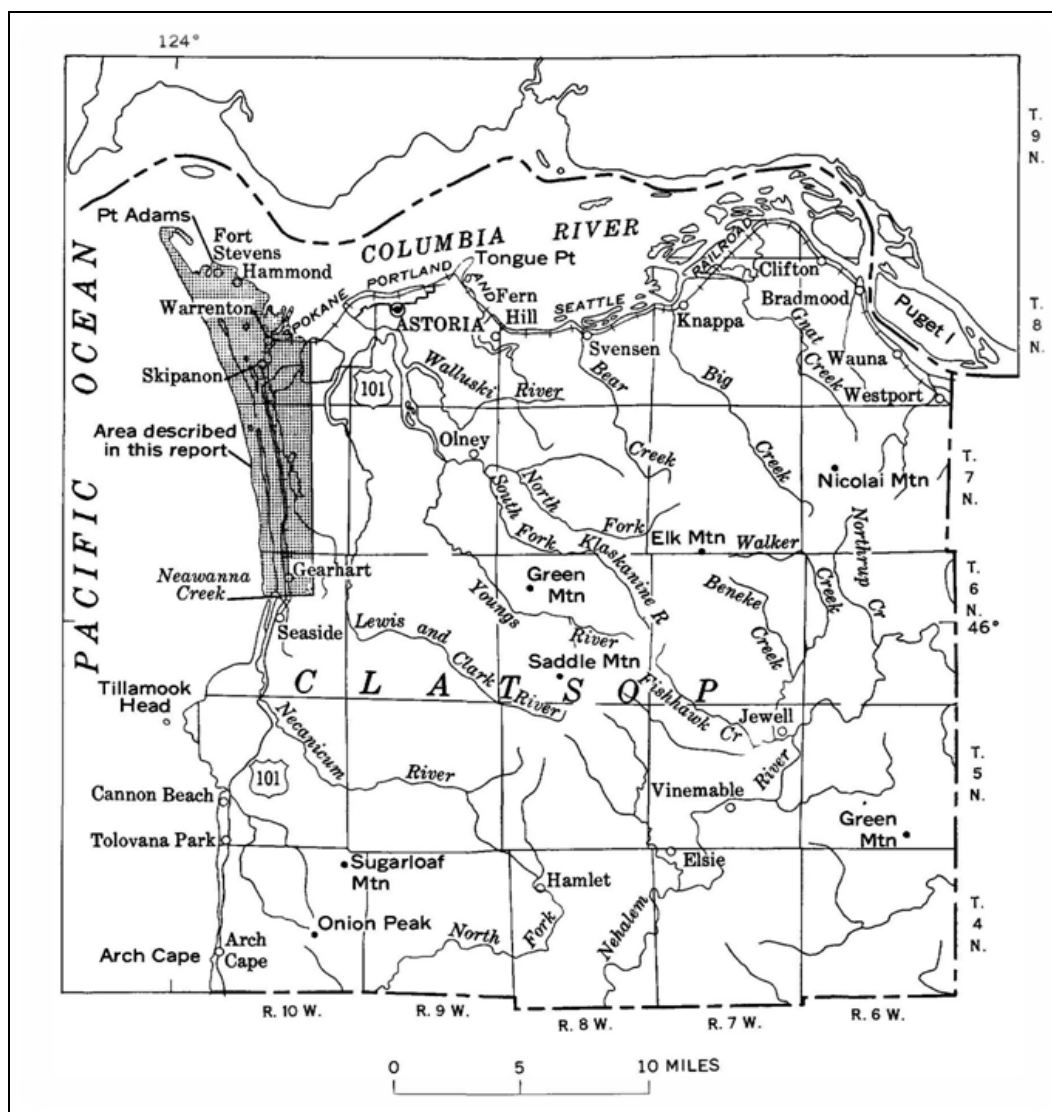 124°
T.
9
N.
Pt Adams
Fort
Stevens
Hammond
COLUMBIA RIVER
Tongue Pt
PORTLAND
AND
SPOKANE
Warrenton
ASTORIA
Fern
Hill
SEATTLE
RAILROAD
Clifton
Bradmood
Puget I
T.
8
N.
Knappa
Svensen
Gnat
Creek
Wauna
Westport
Skipanon
101
Walluski
River
Bear
Creek
Big
Creek
Area described
in this report
Olney
Nicolai Mtn
T.
7
N.
North
Fork
South
Fork
Klaskanine R
Elk Mtn
Walker
Creek
Northrup Cr
PACIFIC OCEAN
Neawanna
Creek
Gearhart
Green
Mtn
Beneke
Creek
T.
6
N.
46°
Seaside
Youngs
River
Lewis and
Clark
River
Saddle Mtn
CLATSOP
Tillamook
Head
Fishhawk Cr
Jewell
Necanicum
River
101
River
T.
5
N.
Cannon Beach
Vinemable
Tolovana Park
Green
Mtn
Elsie
Sugarloaf
Mtn
Hamlet
Nehalem
Onion Peak
North
Fork
T.
4
N.
Arch Cape
Arch
Cape
R. 10 W.
R. 9 W.
R. 8 W.
R. 7 W.
R. 6 W.
0 5 10 MILES